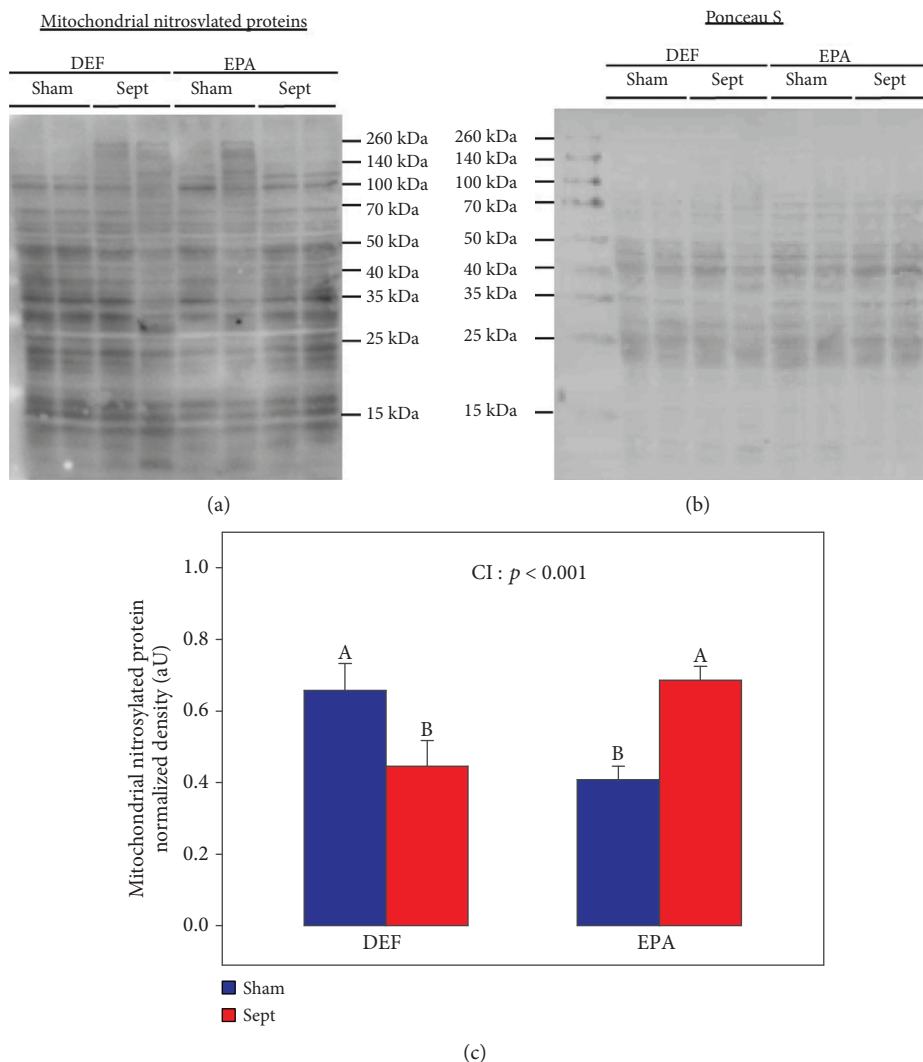 Mitochondrial nitrosylated proteins
DEF EPA
Sham Sept Sham Sept
260 kDa
140 kDa
100 kDa
70 kDa
50 kDa
40 kDa
35 kDa
25 kDa
15 kDa
(a)
Ponceau S
DEF EPA
Sham Sept Sham Sept
260 kDa
140 kDa
100 kDa
70 kDa
50 kDa
40 kDa
35 kDa
25 kDa
15 kDa
(b)
Mitochondrial nitrosylated protein
normalized density (aU)
1.0
0.8
0.6
0.4
0.2
0.0
CI : p < 0.001
A
B
B
A
DEF EPA
Sham
Sept
(c)